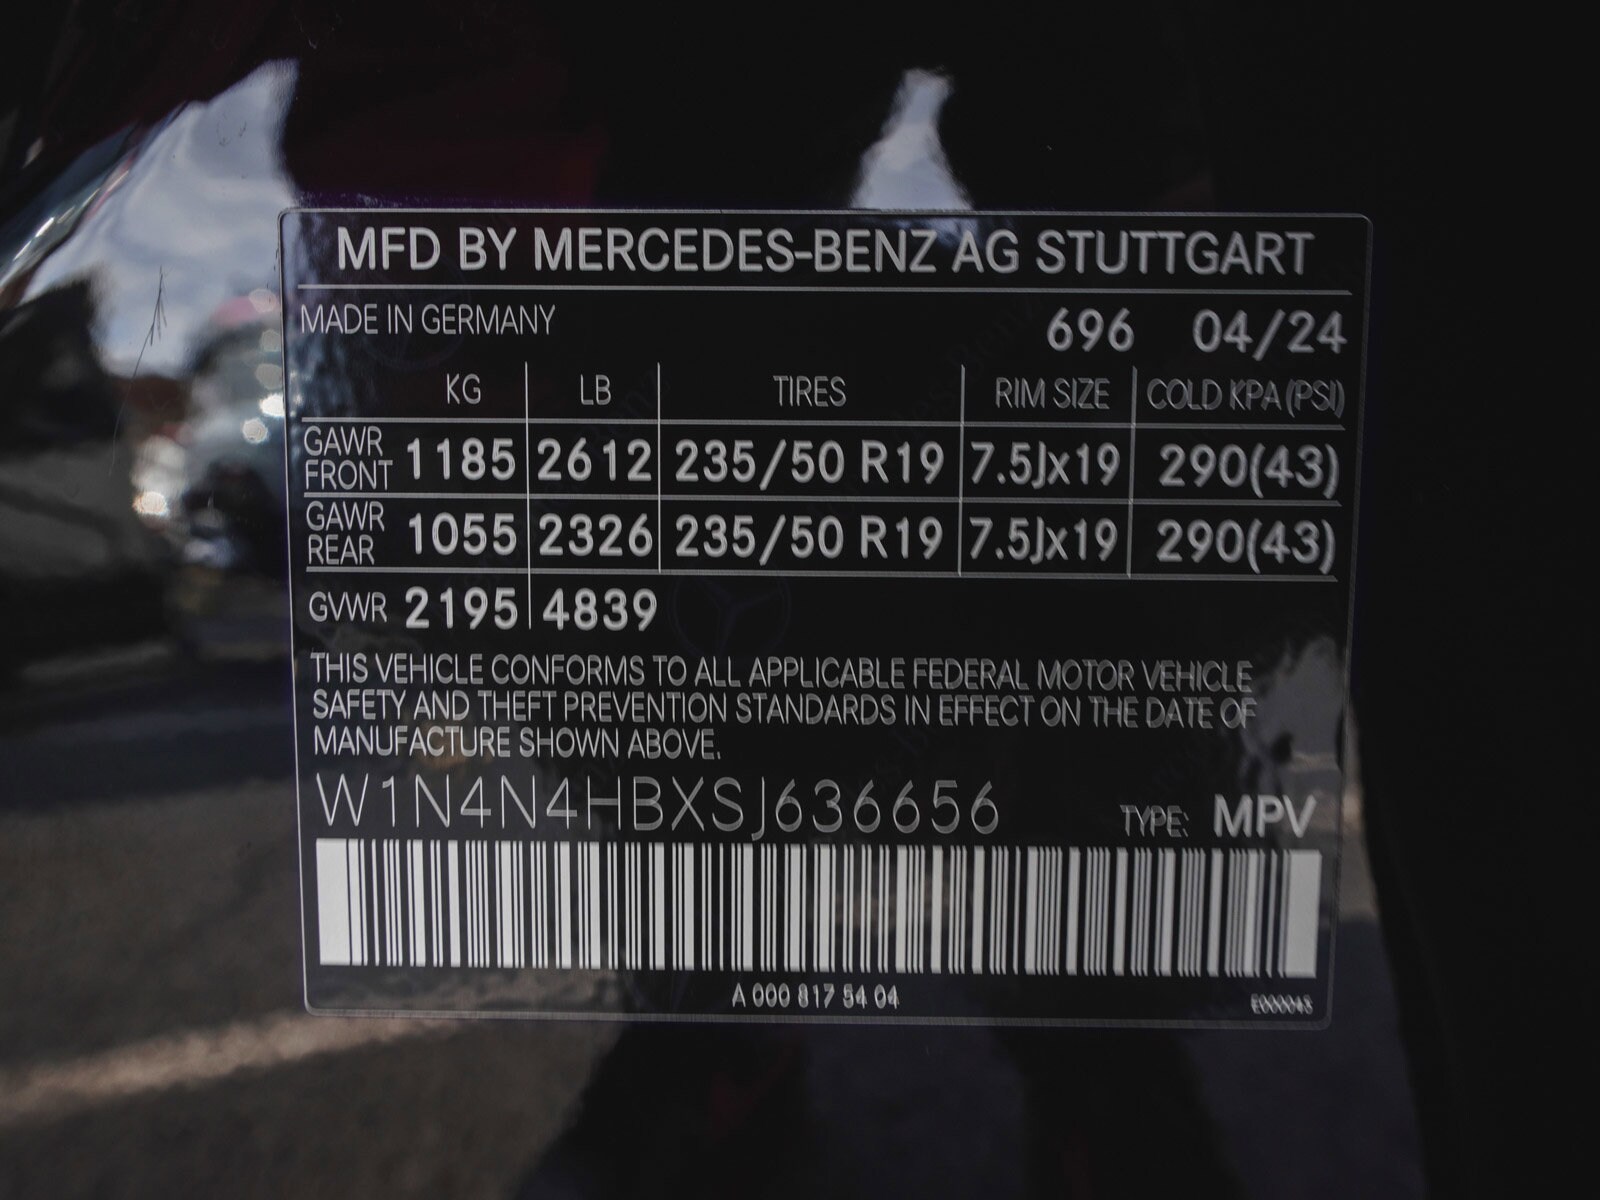 MFD BY MERCEDES-BENZ AG STUTTGART
MADE IN GERMANY 696 04/24
KG LB TIRES RIM SIZE COLD KPA (PSI)
GAWR FRONT 1185 2612 235/50 R19 7.5Jx19 290(43)
GAWR REAR 1055 2326 235/50 R19 7.5Jx19 290(43)
GVWR 2195 4839
THIS VEHICLE CONFORMS TO ALL APPLICABLE FEDERAL MOTOR VEHICLE
SAFETY AND THEFT PREVENTION STANDARDS IN EFFECT ON THE DATE OF
MANUFACTURE SHOWN ABOVE.
W1N4N4HBXSJ636656 TYPE: MPV
A 000 817 54 04